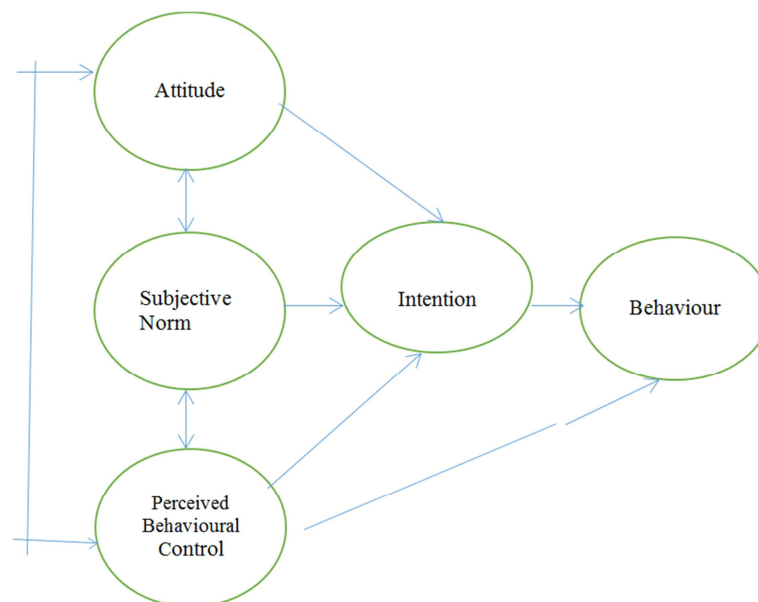 Attitude
Subjective
Norm
Intention
Behaviour
Perceived
Behavioural
Control